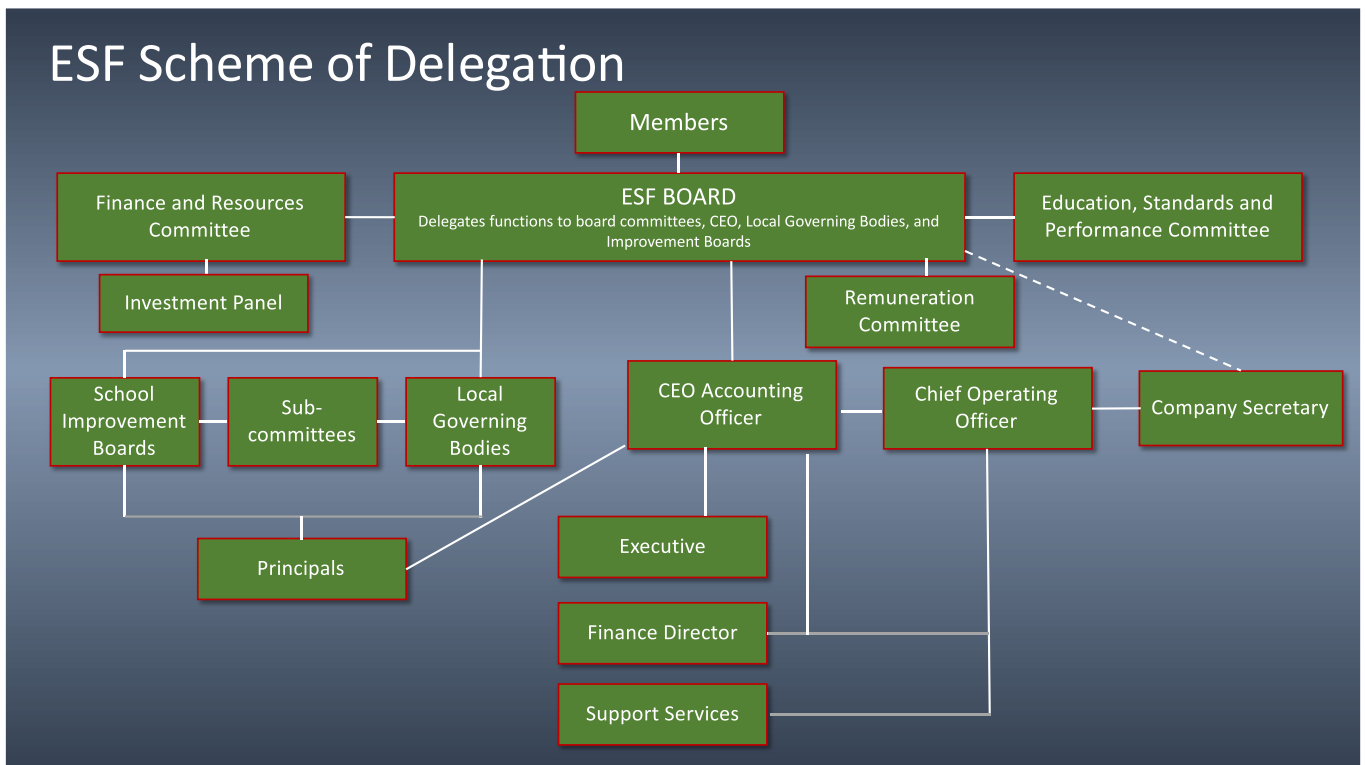 ESF Scheme of Delegation
Members
Finance and Resources
Committee
ESF BOARD
Delegates functions to board committees, CEO, Local Governing Bodies, and
Improvement Boards
Education, Standards and
Performance Committee
Investment Panel
Remuneration
Committee
School
Improvement
Boards
Sub-
committees
Local
Governing
Bodies
CEO Accounting
Officer
Chief Operating
Officer
Company Secretary
Principals
Executive
Finance Director
Support Services